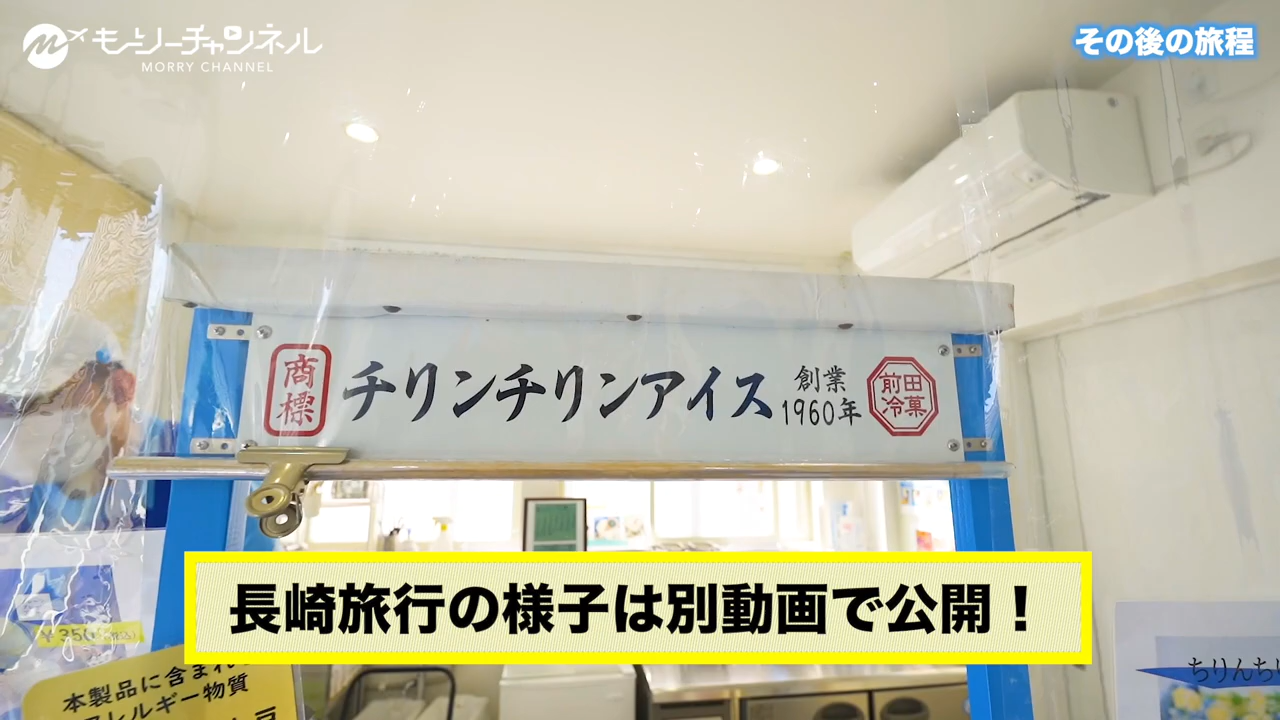 モーリーチャンネル
MORRY CHANNEL
その後の旅程
商標
チリンチリンアイス
創業
1960年
前田
冷菓
長崎旅行の様子は別動画で公開！
¥350
本製品に含まれ
アレルギー物質
ちりんち